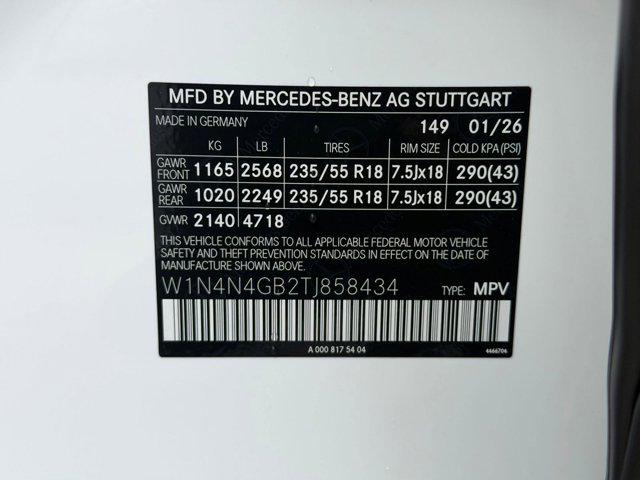 MFD BY MERCEDES-BENZ AG STUTTGART
MADE IN GERMANY 149 01/26
KG LB TIRES RIM SIZE COLD KPA (PSI)
GAWR FRONT 1165 2568 235/55 R18 7.5Jx18 290(43)
GAWR REAR 1020 2249 235/55 R18 7.5Jx18 290(43)
GVWR 2140 4718
THIS VEHICLE CONFORMS TO ALL APPLICABLE FEDERAL MOTOR VEHICLE
SAFETY AND THEFT PREVENTION STANDARDS IN EFFECT ON THE DATE OF
MANUFACTURE SHOWN ABOVE.
W1N4N4GB2TJ858434 TYPE: MPV
A 000 817 54 04 4466704